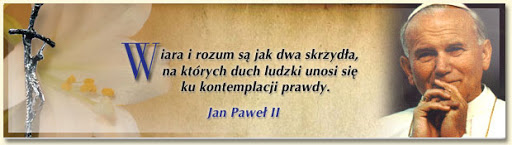 Wiara i rozum są jak dwa skrzydła,
na których duch ludzki unosi się
ku kontemplacji prawdy.
Jan Paweł II